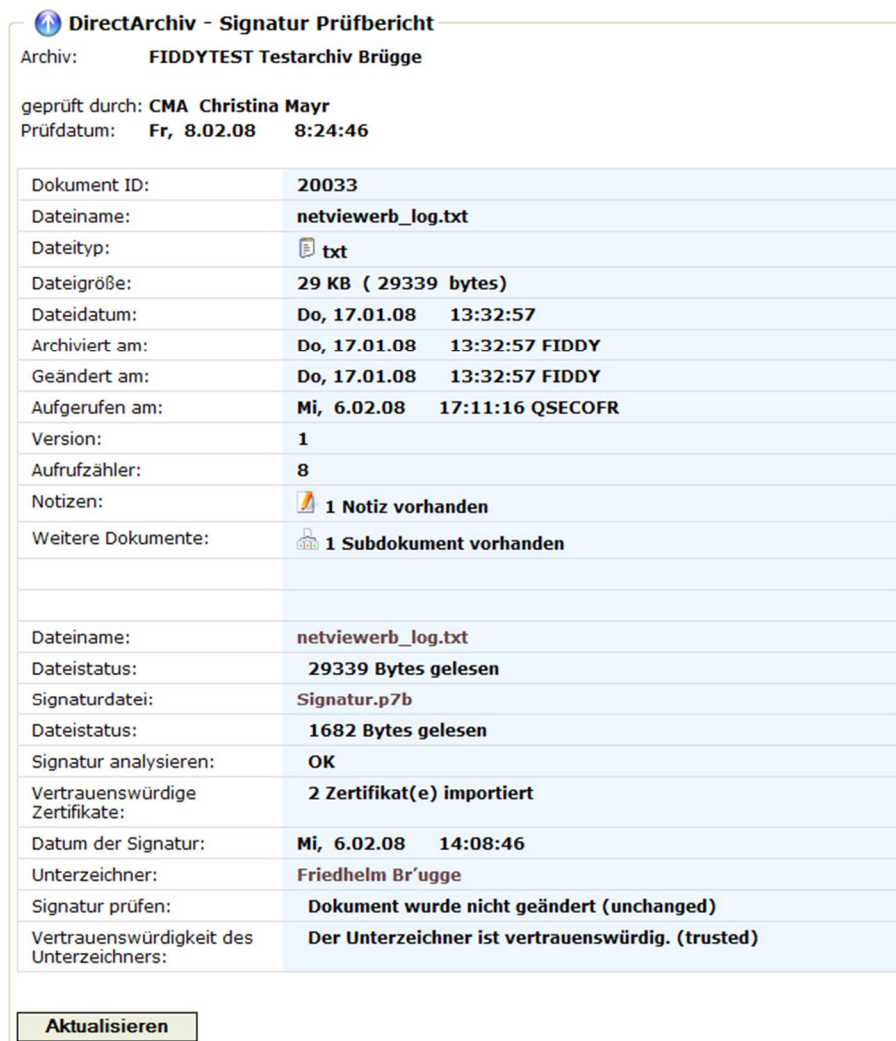 DirectArchiv - Signatur Prüfbericht
Archiv: FIDDYTEST Testarchiv Brügge
geprüft durch: CMA Christina Mayr
Prüfdatum: Fr, 8.02.08 8:24:46
Dokument ID: 20033
Dateiname: netviewerb_log.txt
Dateityp: txt
Dateigröße: 29 KB ( 29339 bytes)
Dateidatum: Do, 17.01.08 13:32:57
Archiviert am: Do, 17.01.08 13:32:57 FIDDY
Geändert am: Do, 17.01.08 13:32:57 FIDDY
Aufgerufen am: Mi, 6.02.08 17:11:16 QSECOFR
Version: 1
Aufrufzähler: 8
Notizen: 1 Notiz vorhanden
Weitere Dokumente: 1 Subdokument vorhanden
Dateiname: netviewerb_log.txt
Dateistatus: 29339 Bytes gelesen
Signaturdatei: Signatur.p7b
Dateistatus: 1682 Bytes gelesen
Signatur analysieren: OK
Vertrauenswürdige
Zertifikate: 2 Zertifikat(e) importiert
Datum der Signatur: Mi, 6.02.08 14:08:46
Unterzeichner: Friedhelm Br´ugge
Signatur prüfen: Dokument wurde nicht geändert (unchanged)
Vertrauenswürdigkeit des
Unterzeichners: Der Unterzeichner ist vertrauenswürdig. (trusted)
Aktualisieren